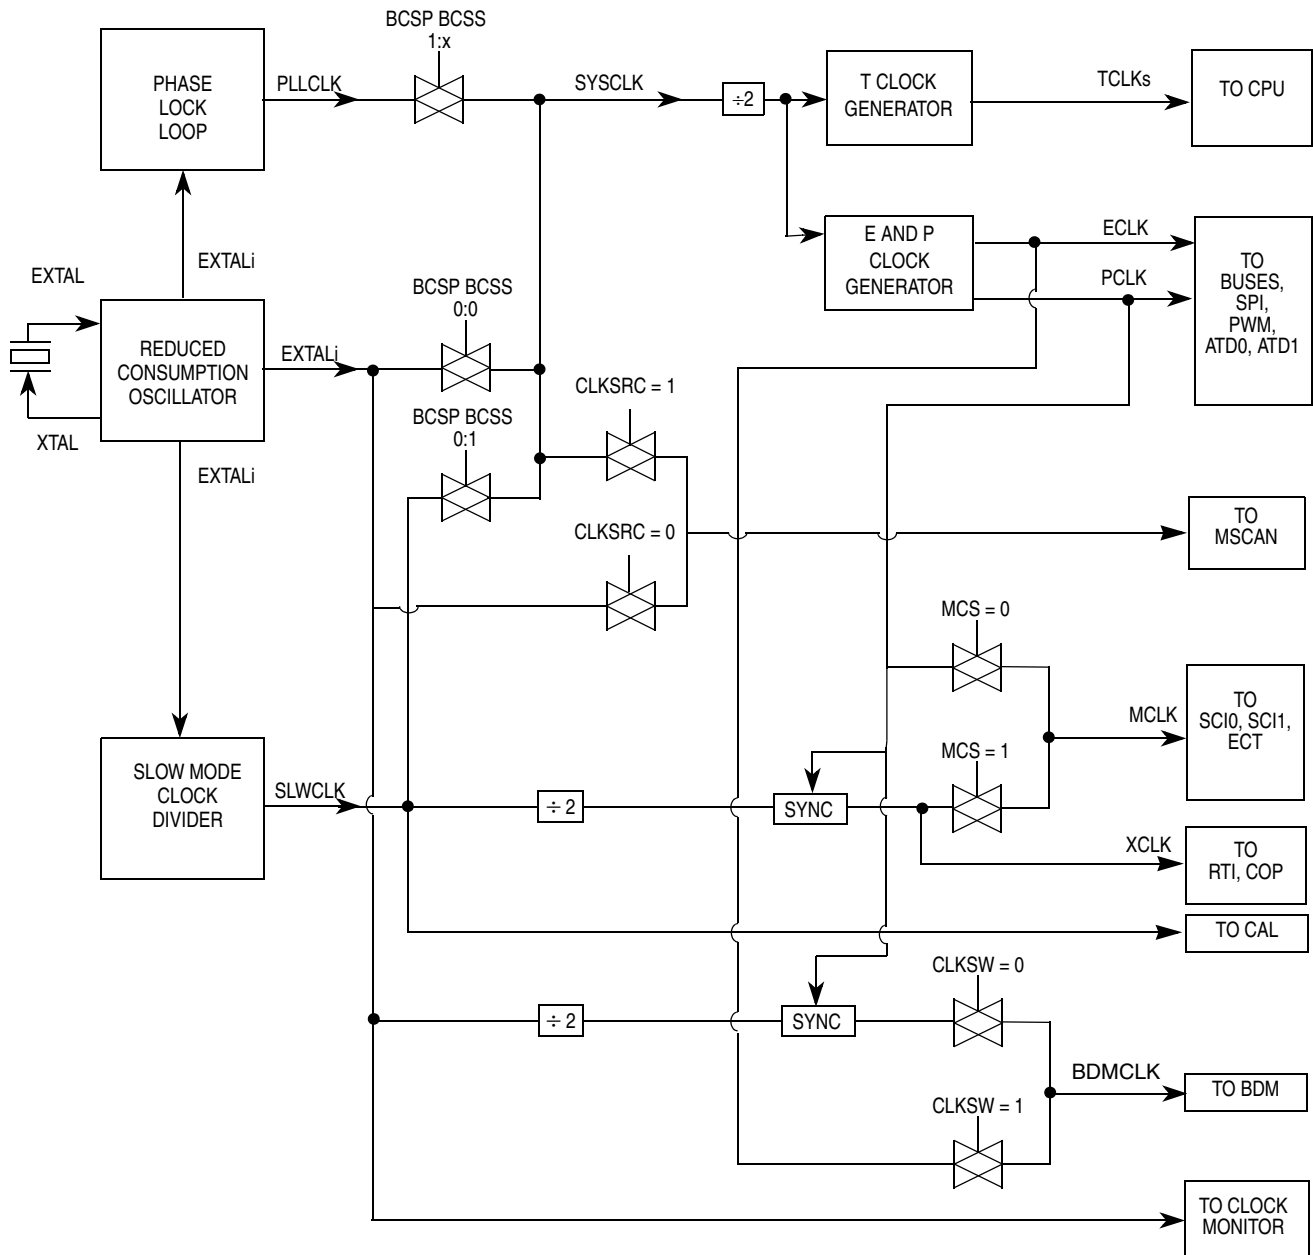 BCSP BCSS
1:x
PHASE
LOCK
LOOP
PLLCLK
SYSCLK
÷2
T CLOCK
GENERATOR
TCLKs
TO CPU
EXTALi
E AND P
CLOCK
GENERATOR
ECLK
PCLK
TO
BUSES,
SPI,
PWM,
ATD0, ATD1
EXTAL
XTAL
REDUCED
CONSUMPTION
OSCILLATOR
EXTALi
BCSP BCSS
0:0
BCSP BCSS
0:1
CLKSRC = 1
CLKSRC = 0
TO
MSCAN
EXTALi
MCS = 0
MCS = 1
MCLK
TO
SCI0, SCI1,
ECT
SLOW MODE
CLOCK
DIVIDER
SLWCLK
÷ 2
SYNC
XCLK
TO
RTI, COP
TO CAL
÷ 2
SYNC
CLKSW = 0
CLKSW = 1
BDMCLK
TO BDM
TO CLOCK
MONITOR